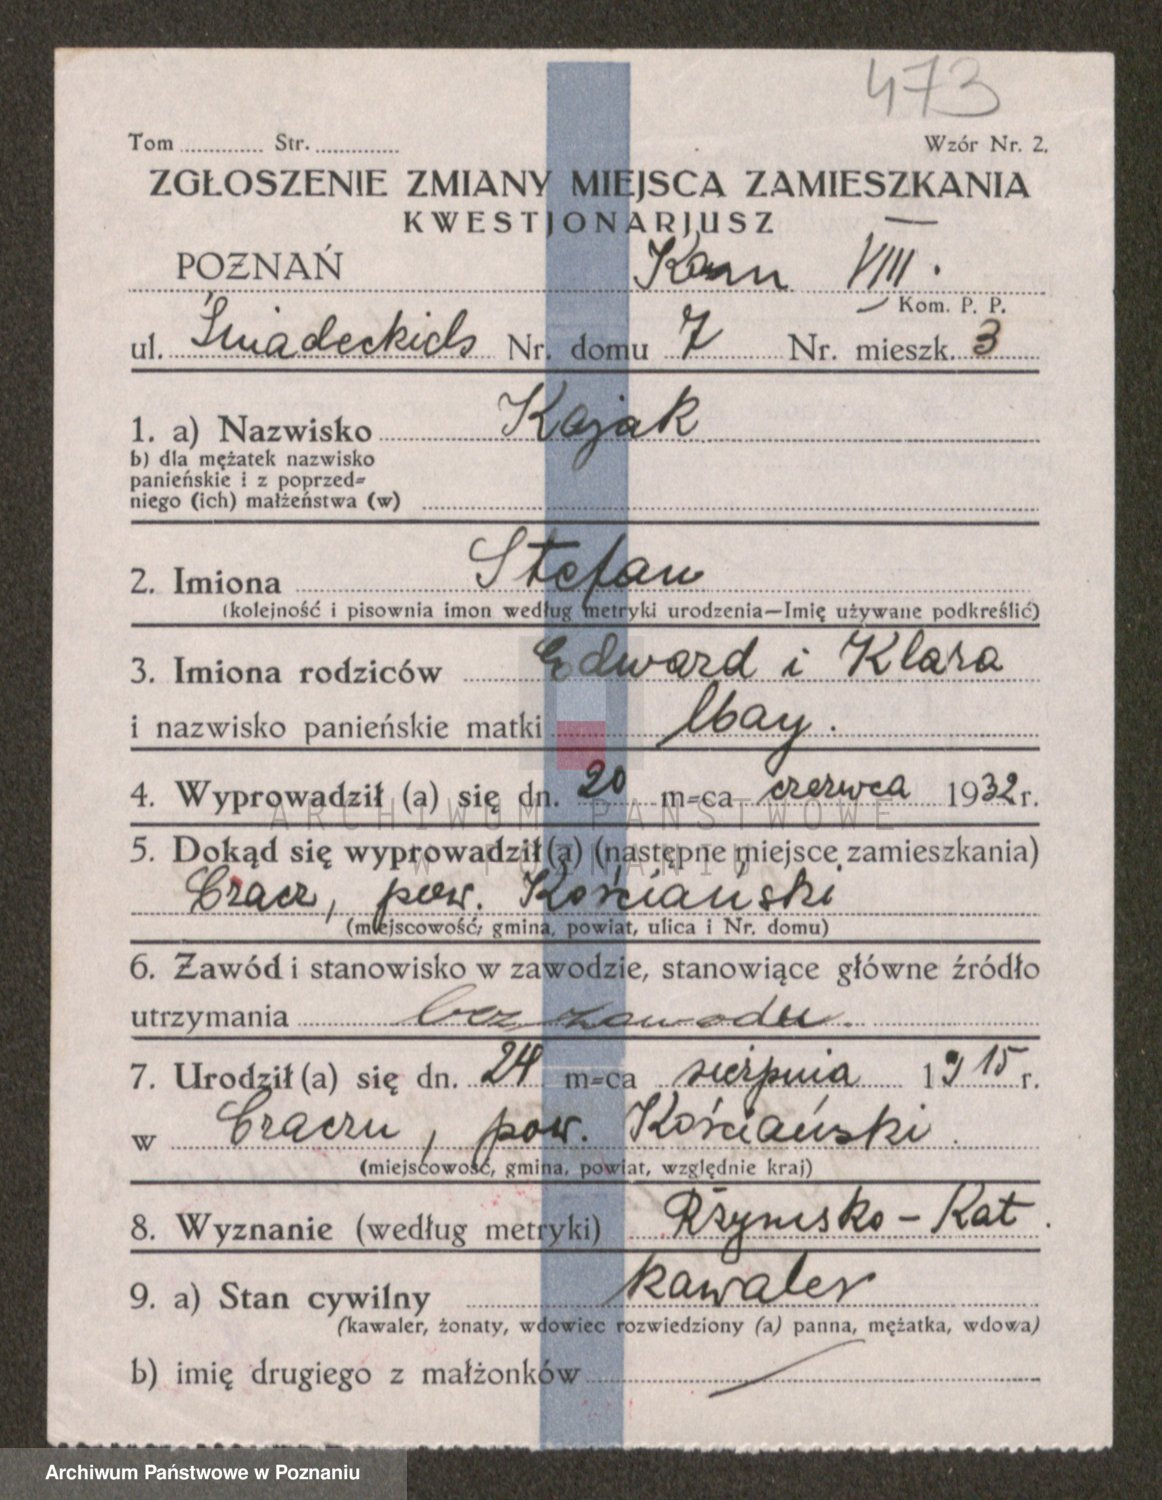 473
Tom ............ Str. ............ Wzór Nr. 2.
ZGŁOSZENIE ZMIANY MIEJSCA ZAMIESZKANIA
KWESTJONARJUSZ
POZNAŃ Kom VIII.
Kom. P. P.
ul. Śniadeckich Nr. domu 7 Nr. mieszk. 3
1. a) Nazwisko Kajak
b) dla mężatek nazwisko
panieńskie i z poprzed=
niego (ich) małżeństwa (w)
2. Imiona Stefan
(kolejność i pisownia imon według metryki urodzenia—Imię używane podkreślić)
3. Imiona rodziców Edward i Klara
i nazwisko panieńskie matki
4. Wyprowadził (a) się dn. 20 m=ca czerwca 1932 r.
ARCHIWUM PAŃSTWOWE
W POZNANIU
5. Dokąd się wyprowadził (a) (następne miejsce zamieszkania)
Czacz, pow. Kościański
(miejscowość, gmina, powiat, ulica i Nr. domu)
6. Zawód i stanowisko w zawodzie, stanowiące główne źródło
utrzymania bez zawodu
7. Urodził (a) się dn. 24 m=ca sierpnia 1915 r.
w Czaczu, pow. Kościański.
(miejscowość, gmina, powiat, względnie kraj)
8. Wyznanie (według metryki) Rzymsko - Kat.
9. a) Stan cywilny kawaler
(kawaler, żonaty, wdowiec rozwiedziony (a) panna, mężatka, wdowa)
b) imię drugiego z małżonków
Archiwum Państwowe w Poznaniu